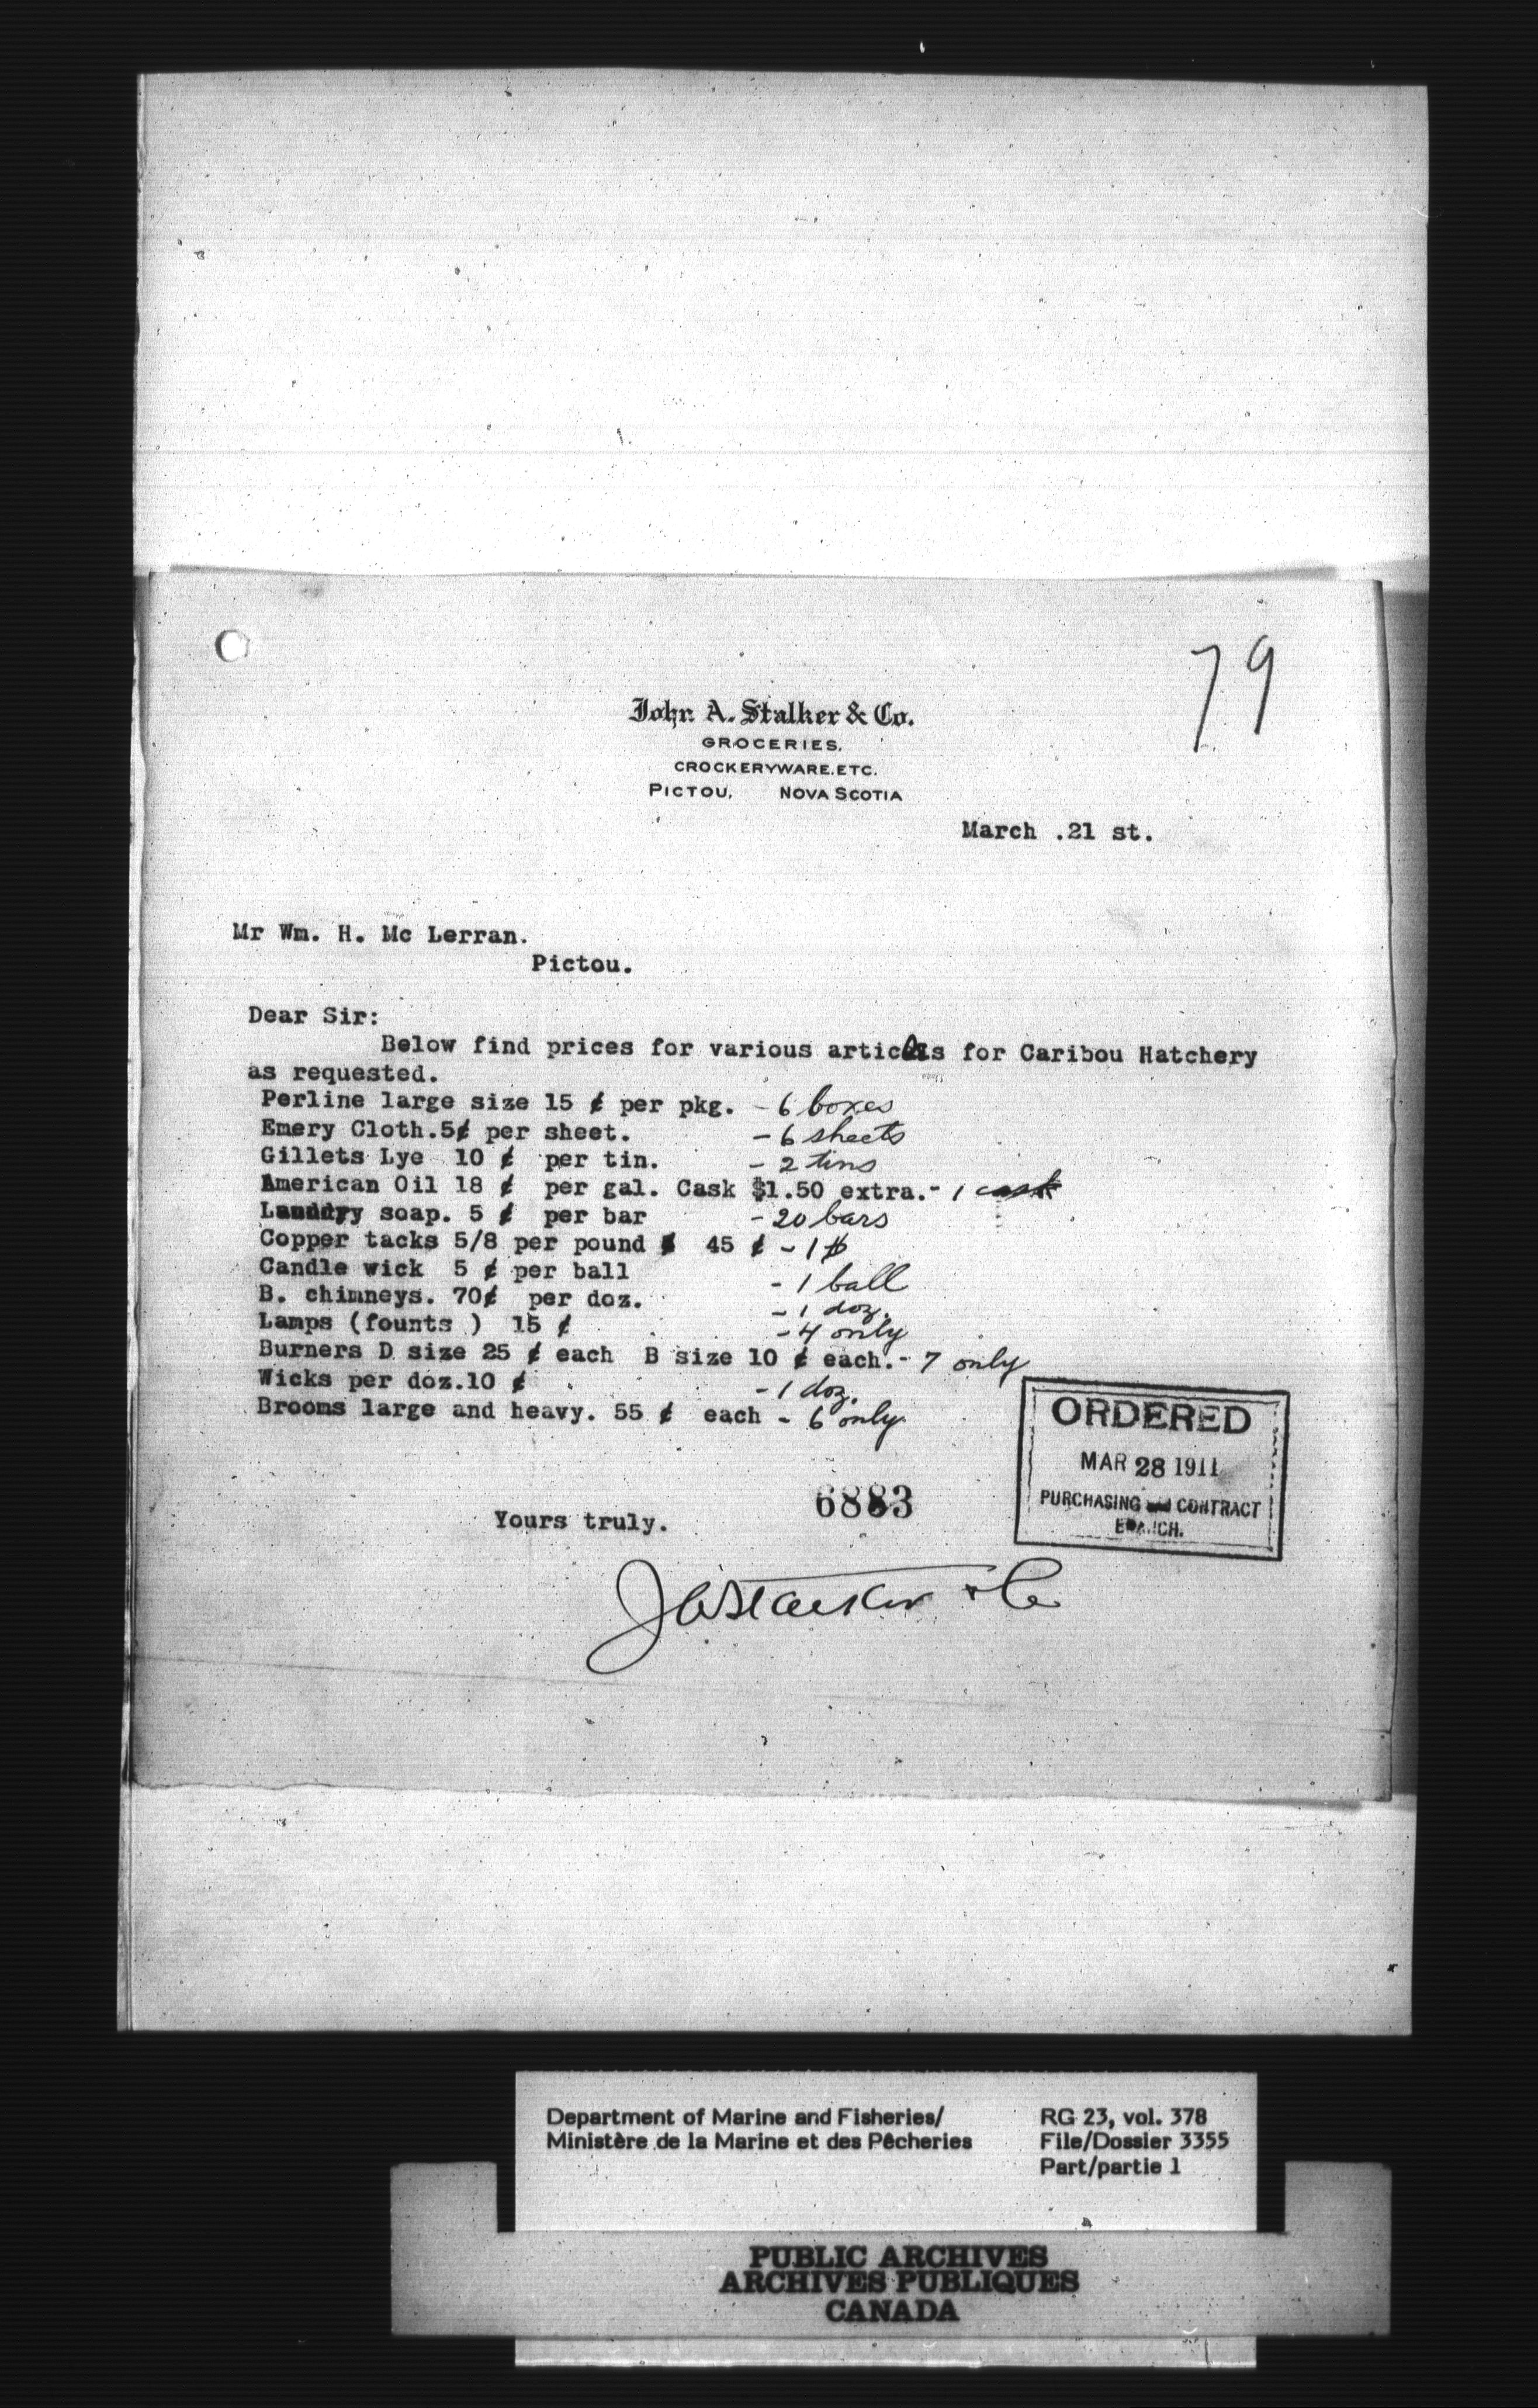 79
John A. Stalker & Co.
GROCERIES,
CROCKERYWARE.ETC.
PICTOU, NOVA SCOTIA
March .21 st.
Mr Wm. H. Mc Lerran.
Pictou.
Dear Sir:
Below find prices for various articles for Caribou Hatchery
as requested.
Perline large size 15 ¢ per pkg. - 6 boxes
Emery Cloth.5¢ per sheet. - 6 sheets
Gillets Lye 10 ¢ per tin. - 2 tins
American Oil 18 ¢ per gal. Cask $1.50 extra.- 1 cask
Laundry soap. 5 ¢ per bar - 20 bars
Copper tacks 5/8 per pound 45 ¢ - 1 #
Candle wick 5 ¢ per ball - 1 ball
B. chimneys. 70¢ per doz. - 1 doz.
Lamps (founts ) 15 ¢ - 4 only
Burners D size 25 ¢ each B size 10 ¢ each.- 7 only
Wicks per doz.10 ¢ - 1 doz.
Brooms large and heavy. 55 ¢ each - 6 only
ORDERED
MAR 28 1911
PURCHASING AND CONTRACT
BRANCH.
6883
Yours truly.
J A Stalker & Co
Department of Marine and Fisheries/ RG 23, vol. 378
Ministère de la Marine et des Pêcheries File/Dossier 3355
Part/partie 1
PUBLIC ARCHIVES
ARCHIVES PUBLIQUES
CANADA